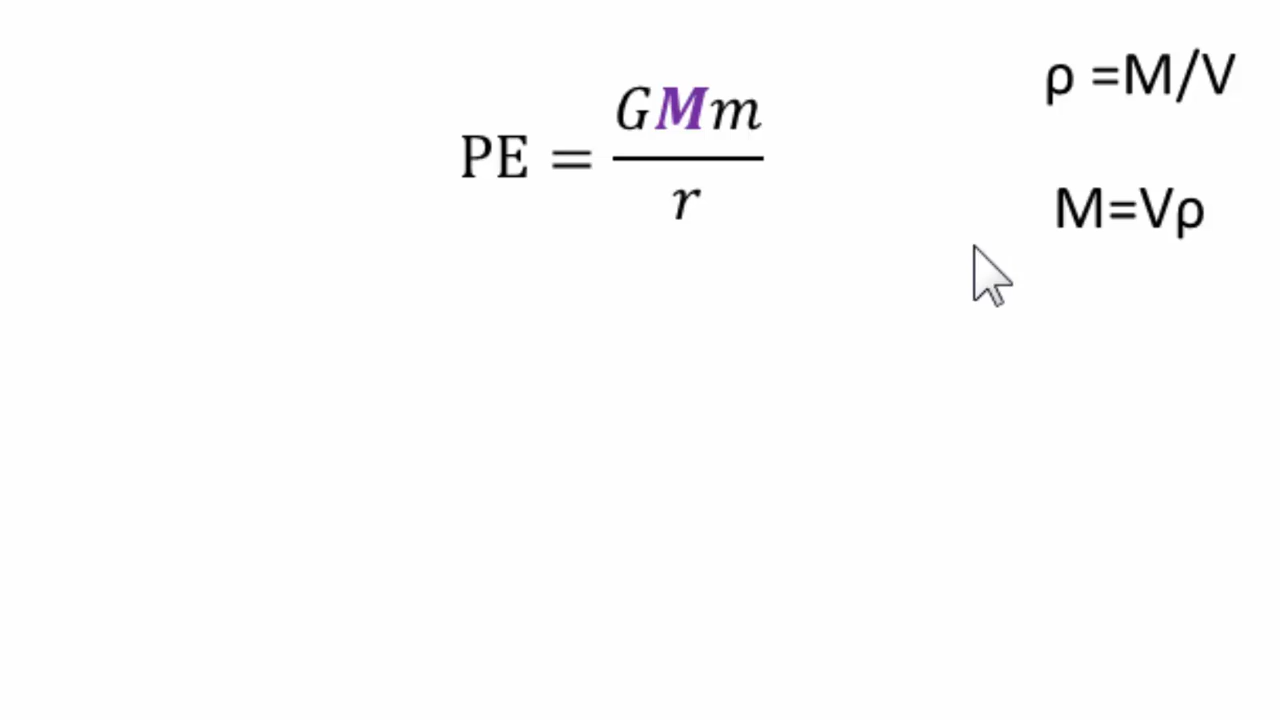 PE = GMm/r
ρ =M/V
M=Vρ